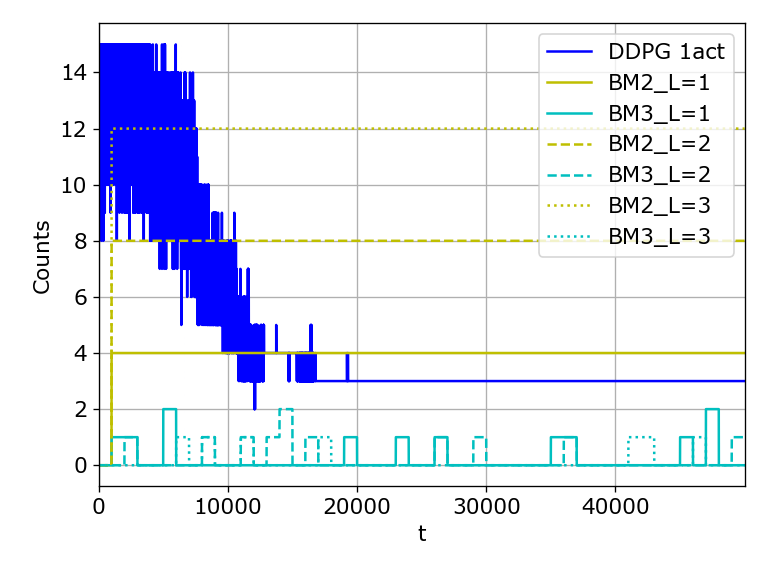 14
12
10
8
6
4
2
0
Counts
0
10000
20000
30000
40000
t
DDPG 1act
BM2_L=1
BM3_L=1
BM2_L=2
BM3_L=2
BM2_L=3
BM3_L=3